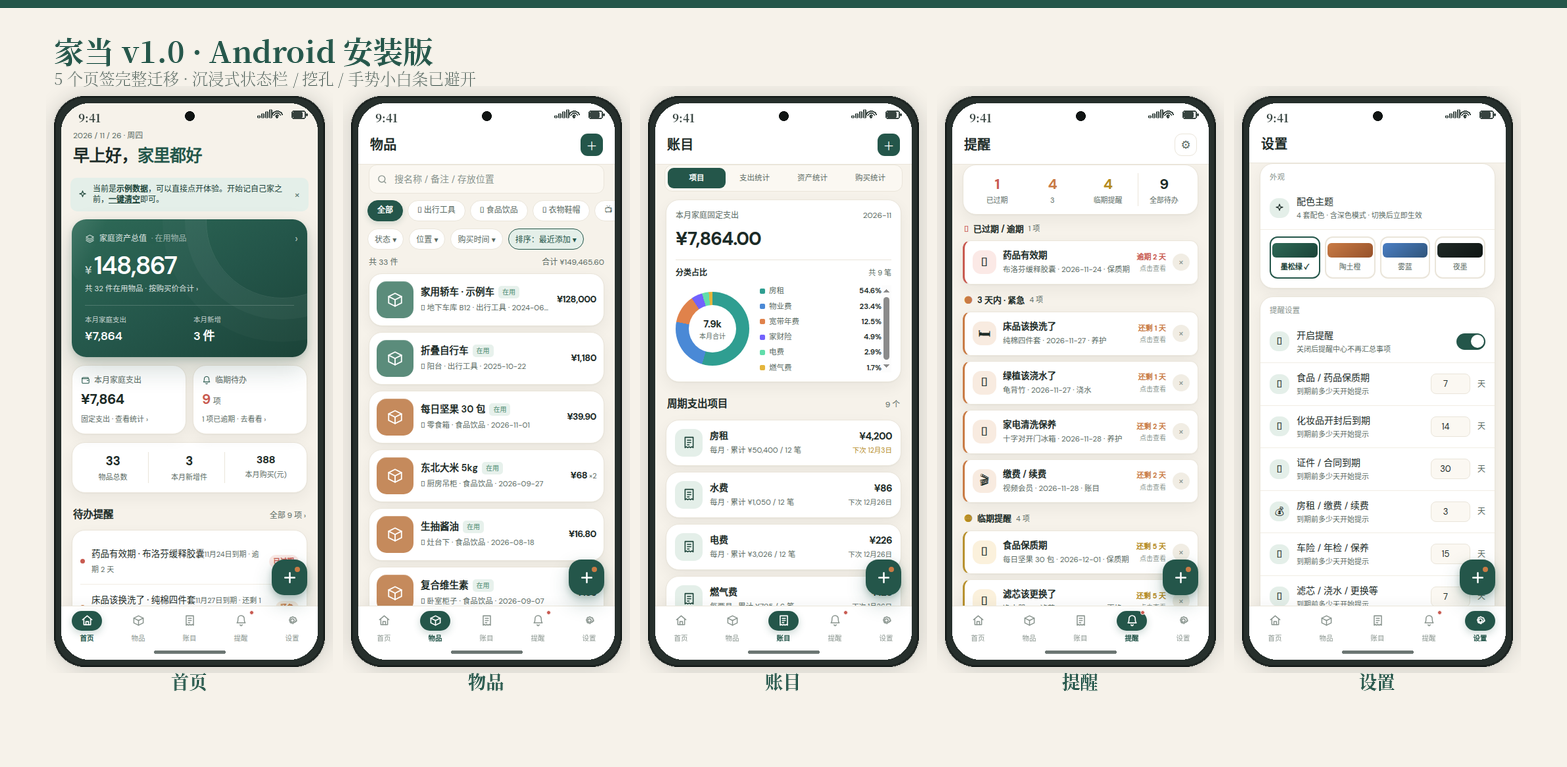 家当 v1.0 · Android 安装版
5 个页签完整迁移 · 沉浸式状态栏 / 挖孔 / 手势小白条已避开
9:41
2026 / 11 / 26 · 周四
早上好，家里都好
当前是示例数据，可以直接点开体验。开始记自己家之前，一键清空即可。
×
家庭资产总值 · 在用物品 ›
¥ 148,867
共 32 件在用物品 · 按购买价合计 ›
本月家庭支出 本月新增
¥7,864 3 件
本月家庭支出 临期待办
¥7,864 9 项
固定支出 · 查看统计 › 1 项已逾期 · 去看看 ›
33 3 388
物品总数 本月新增件 本月购买(元)
待办提醒 全部 9 项 ›
药品有效期 · 布洛芬缓释胶囊11月24日到期 · 逾期 2 天
床品该换洗了 · 纯棉四件套11月27日到期 · 还剩 1
首页 物品 账目 提醒 设置
首页
9:41
物品 +
搜名称 / 备注 / 存放位置
全部 出行工具 食品饮品 衣物鞋帽
状态 ▾ 位置 ▾ 购买时间 ▾ 排序：最近添加 ▾
共 33 件 合计 ¥149,465.60
家用轿车 · 示例车 在用 ¥128,000
地下车库 B12 · 出行工具 · 2024-06…
折叠自行车 在用 ¥1,180
阳台 · 出行工具 · 2025-10-22
每日坚果 30 包 在用 ¥39.90
零食箱 · 食品饮品 · 2026-11-01
东北大米 5kg 在用 ¥68 ×2
厨房吊柜 · 食品饮品 · 2026-09-27
生抽酱油 在用 ¥16.80
灶台下 · 食品饮品 · 2026-08-18
复合维生素 在用
卧室柜子 · 食品饮品 · 2026-09-07
首页 物品 账目 提醒 设置
物品
9:41
账目 +
项目 支出统计 资产统计 购买统计
本月家庭固定支出 2026-11
¥7,864.00
分类占比 共 9 笔
7.9k
本月合计
房租 54.6%
物业费 23.4%
宽带年费 12.5%
家财险 4.9%
电费 2.9%
燃气费 1.7%
周期支出项目 9 个
房租 ¥4,200
每月 · 累计 ¥50,400 / 12 笔 下次 12月3日
水费 ¥86
每月 · 累计 ¥1,050 / 12 笔 下次 12月26日
电费 ¥226
每月 · 累计 ¥3,026 / 12 笔 下次 12月26日
燃气费
首页 物品 账目 提醒 设置
账目
9:41
提醒
1 4 4 9
已过期 3 临期提醒 全部待办
已过期 / 逾期 1 项
药品有效期 逾期 2 天 ×
布洛芬缓释胶囊 · 2026-11-24 · 保质期 点击查看
3 天内 · 紧急 4 项
床品该换洗了 还剩 1 天 ×
纯棉四件套 · 2026-11-27 · 养护 点击查看
绿植该浇水了 还剩 1 天 ×
龟背竹 · 2026-11-27 · 浇水 点击查看
家电清洗保养 还剩 2 天 ×
十字对开门冰箱 · 2026-11-28 · 养护 点击查看
缴费 / 续费 还剩 2 天 ×
视频会员 · 2026-11-28 · 账目 点击查看
临期提醒 4 项
食品保质期 还剩 5 天 ×
每日坚果 30 包 · 2026-12-01 · 保质期 点击查看
滤芯该更换了 还剩 5 天
首页 物品 账目 提醒 设置
提醒
9:41
设置
外观
配色主题
4 套配色 · 含深色模式 · 切换后立即生效
墨松绿 ✓ 陶土橙 雾蓝 夜墨
提醒设置
开启提醒
关闭后提醒中心不再汇总事项
食品 / 药品保质期 7 天
到期前多少天开始提示
化妆品开封后到期 14 天
到期前多少天开始提示
证件 / 合同到期 30 天
到期前多少天开始提示
房租 / 缴费 / 续费 3 天
到期前多少天开始提示
车险 / 年检 / 保养 15 天
到期前多少天开始提示
滤芯 / 浇水 / 更换等 7
到期前多少天开始提示
首页 物品 账目 提醒 设置
设置